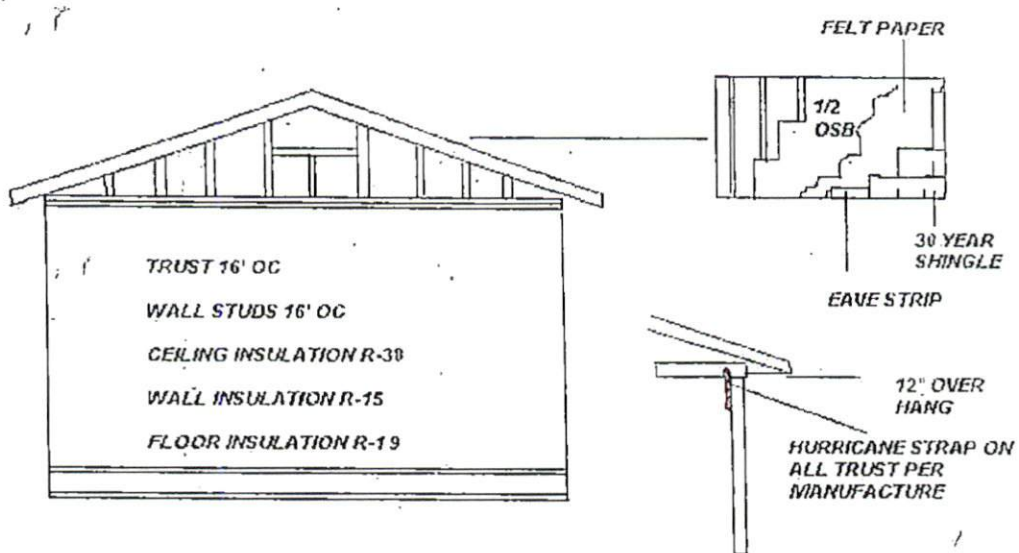 FELT PAPER
1/2
OSB
30 YEAR
SHINGLE
EAVE STRIP
TRUST 16' OC
WALL STUDS 16' OC
CEILING INSULATION R-30
WALL INSULATION R-15
FLOOR INSULATION R-19
12" OVER
HANG
HURRICANE STRAP ON
ALL TRUST PER
MANUFACTURE